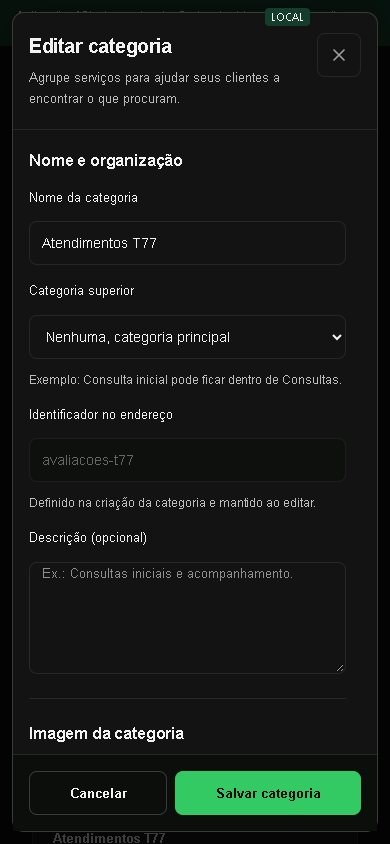 LOCAL
Editar categoria
Agrupe serviços para ajudar seus clientes a
encontrar o que procuram.
Nome e organização
Nome da categoria
Atendimentos T77
Categoria superior
Nenhuma, categoria principal
Exemplo: Consulta inicial pode ficar dentro de Consultas.
Identificador no endereço
avaliacoes-t77
Definido na criação da categoria e mantido ao editar.
Descrição (opcional)
Ex.: Consultas iniciais e acompanhamento.
Imagem da categoria
Cancelar
Salvar categoria
Atendimentos T77